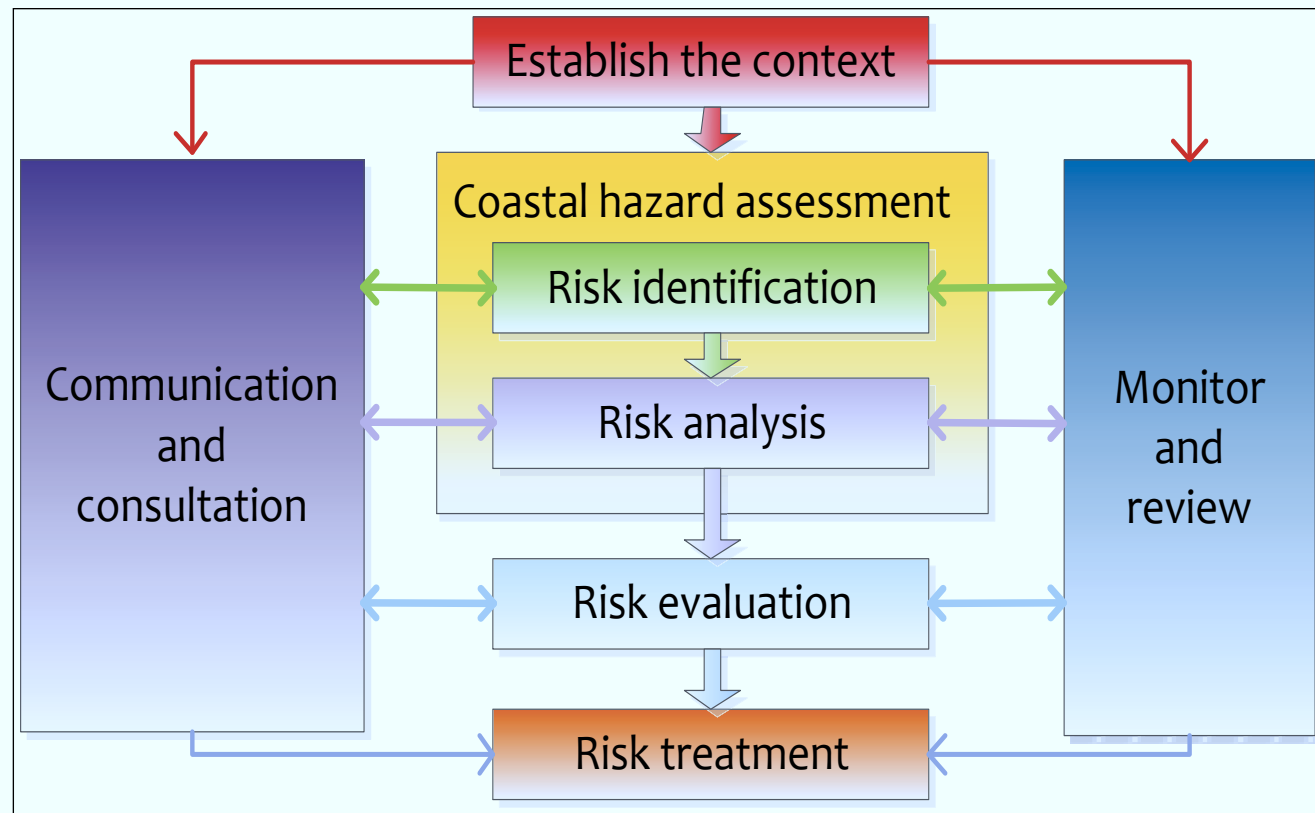 Establish the context
Coastal hazard assessment
Risk identification
Communication
and
consultation
Risk analysis
Monitor
and
review
Risk evaluation
Risk treatment